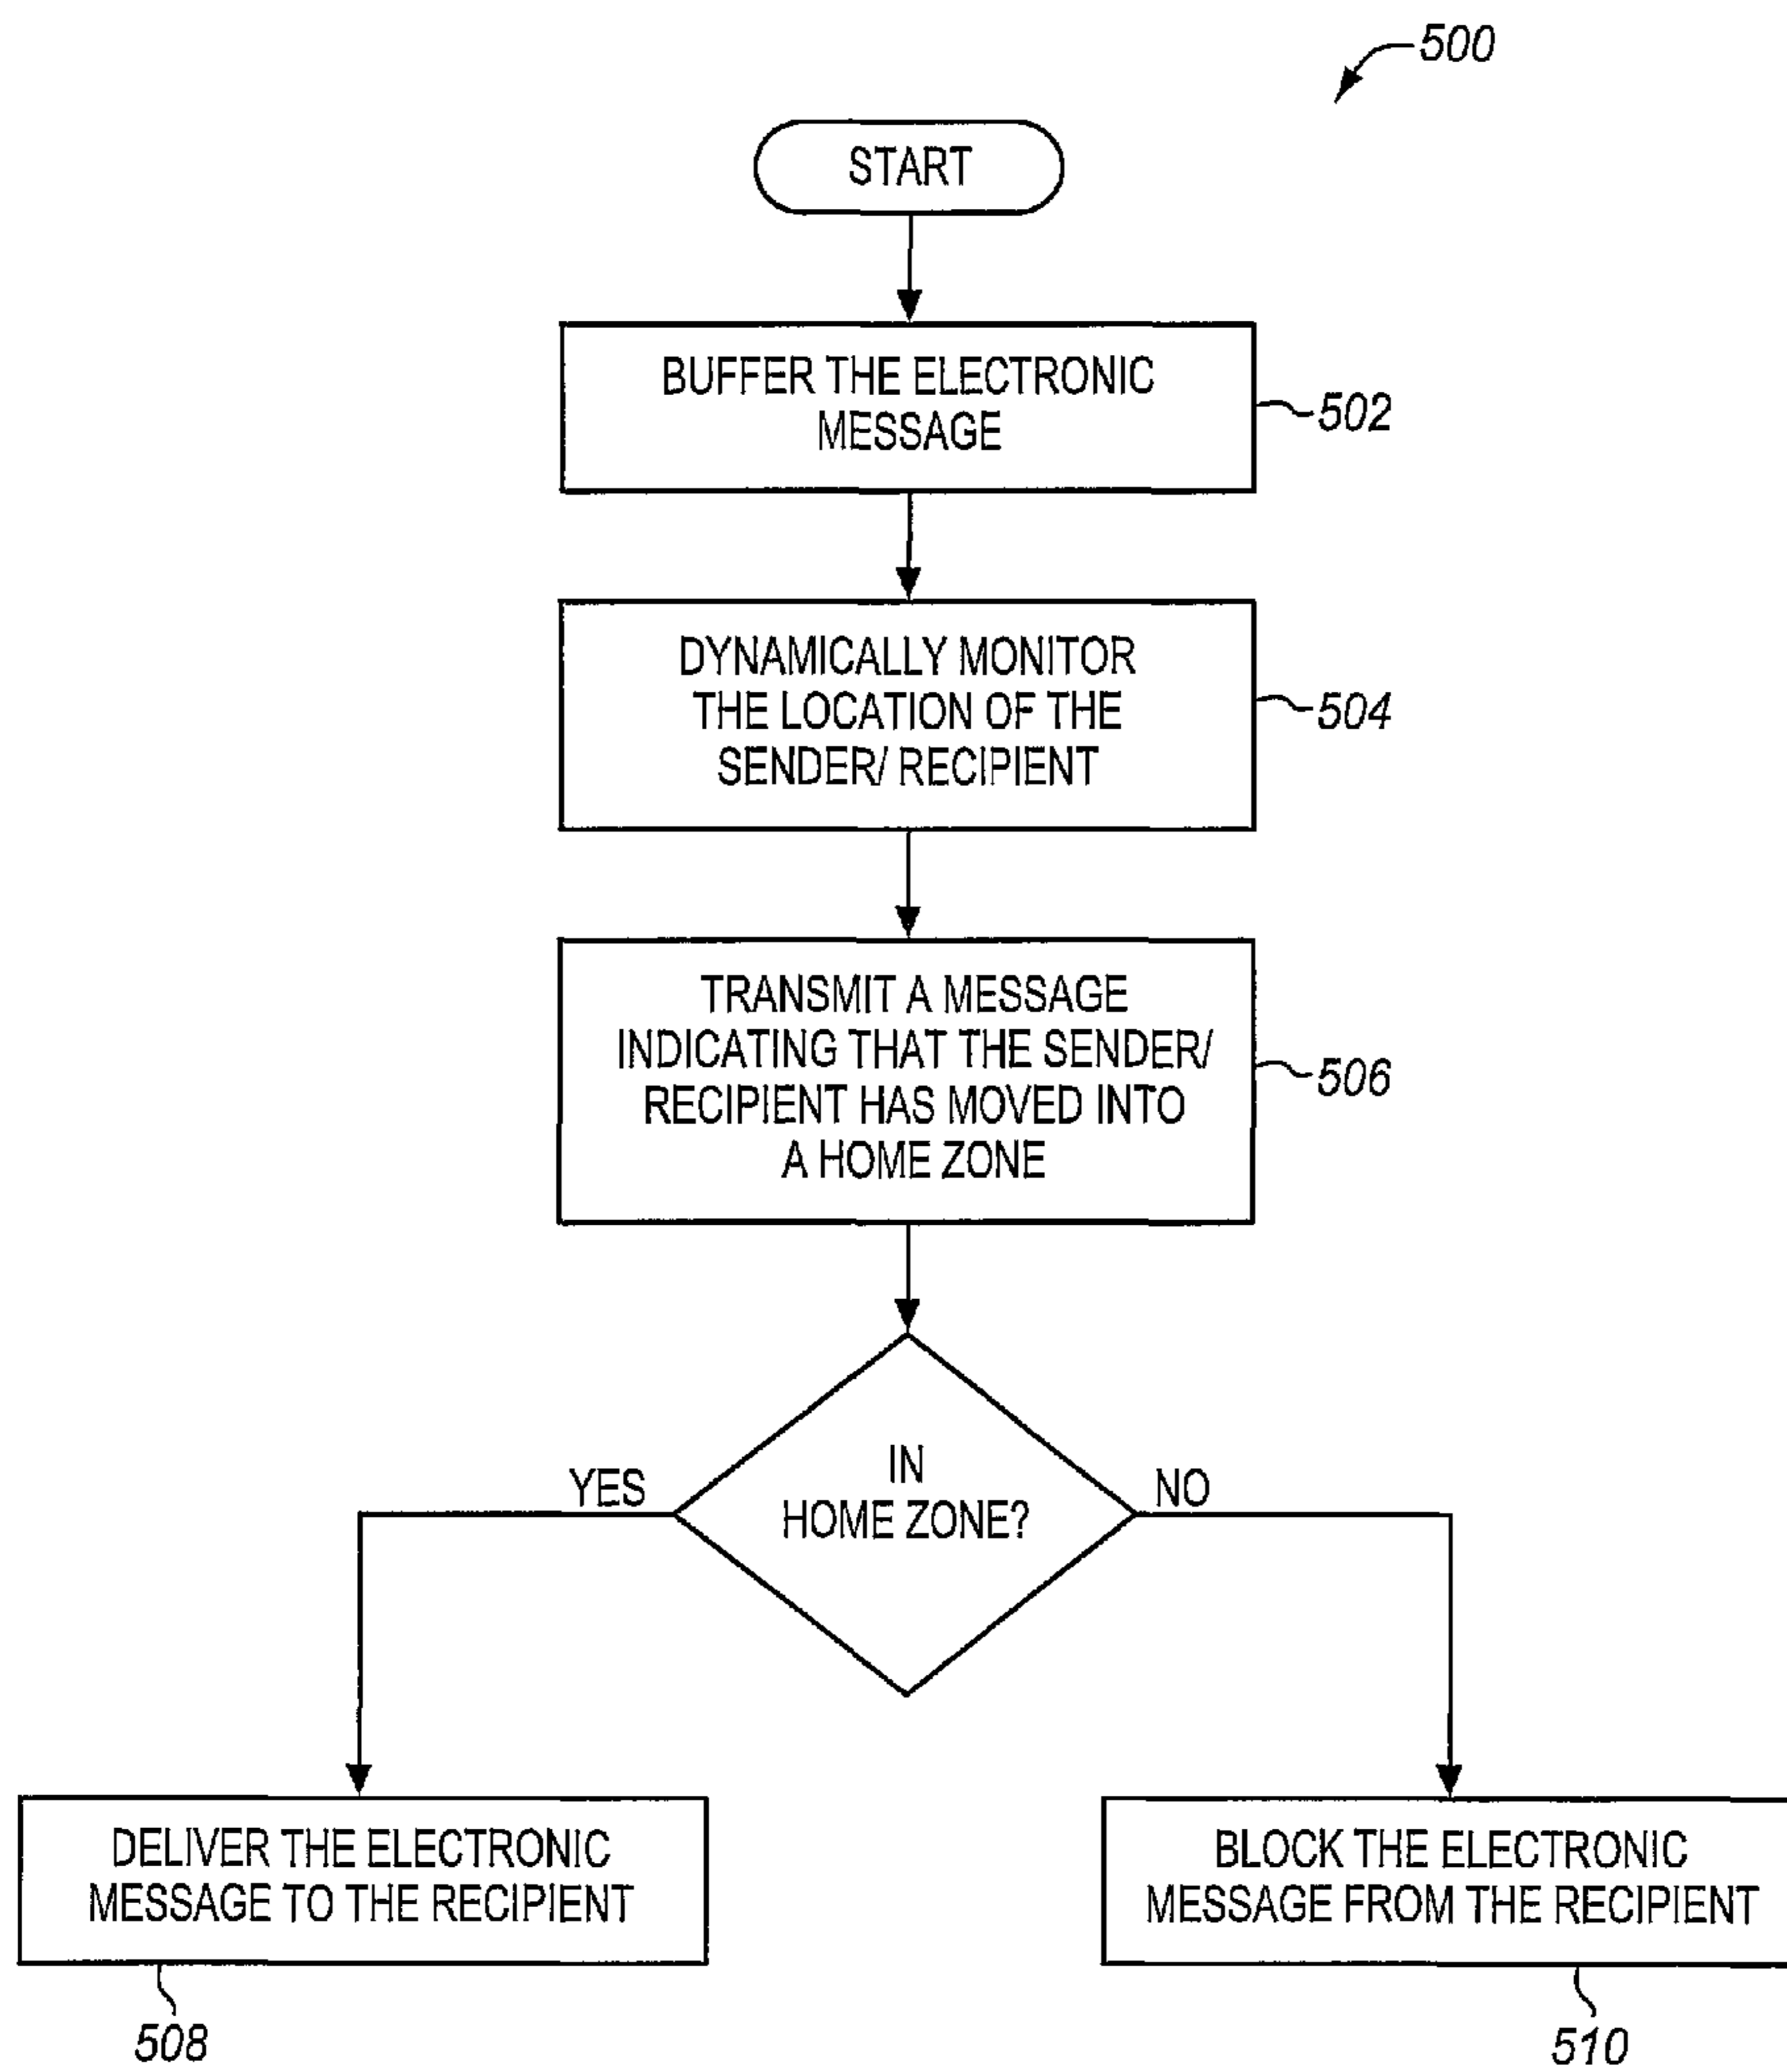 500
START
BUFFER THE ELECTRONIC
MESSAGE
502
DYNAMICALLY MONITOR
THE LOCATION OF THE
SENDER/ RECIPIENT
504
TRANSMIT A MESSAGE
INDICATING THAT THE SENDER/
RECIPIENT HAS MOVED INTO
A HOME ZONE
506
IN
HOME ZONE?
YES
NO
DELIVER THE ELECTRONIC
MESSAGE TO THE RECIPIENT
508
BLOCK THE ELECTRONIC
MESSAGE FROM THE RECIPIENT
510